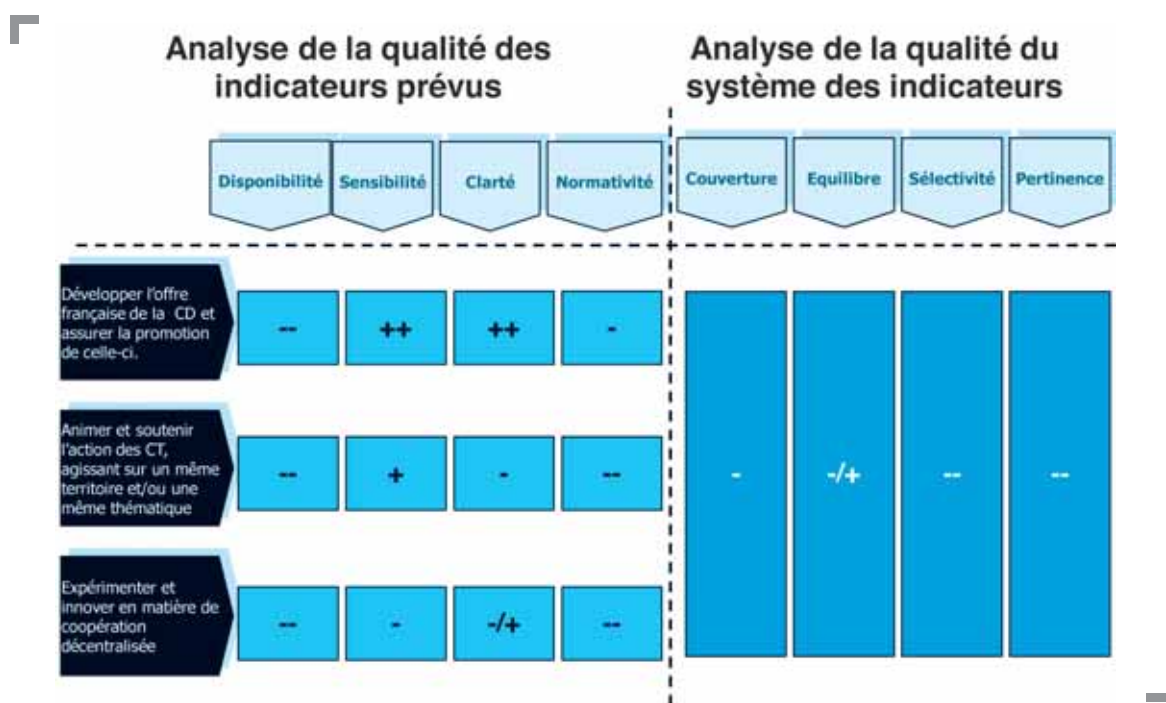 Analyse de la qualité des
indicateurs prévus
Analyse de la qualité du
système des indicateurs
Disponibilité
Sensibilité
Clarté
Normativité
Couverture
Equilibre
Sélectivité
Pertinence
Développer l'offre
française de la CD et
assurer la promotion
de celle-ci.
--
++
++
-
Animer et soutenir
l'action des CT,
agissant sur un même
territoire et/ou une
même thématique
--
+
-
--
-
-/+
--
--
Expérimenter et
innover en matière de
coopération
décentralisée
--
-
-/+
--